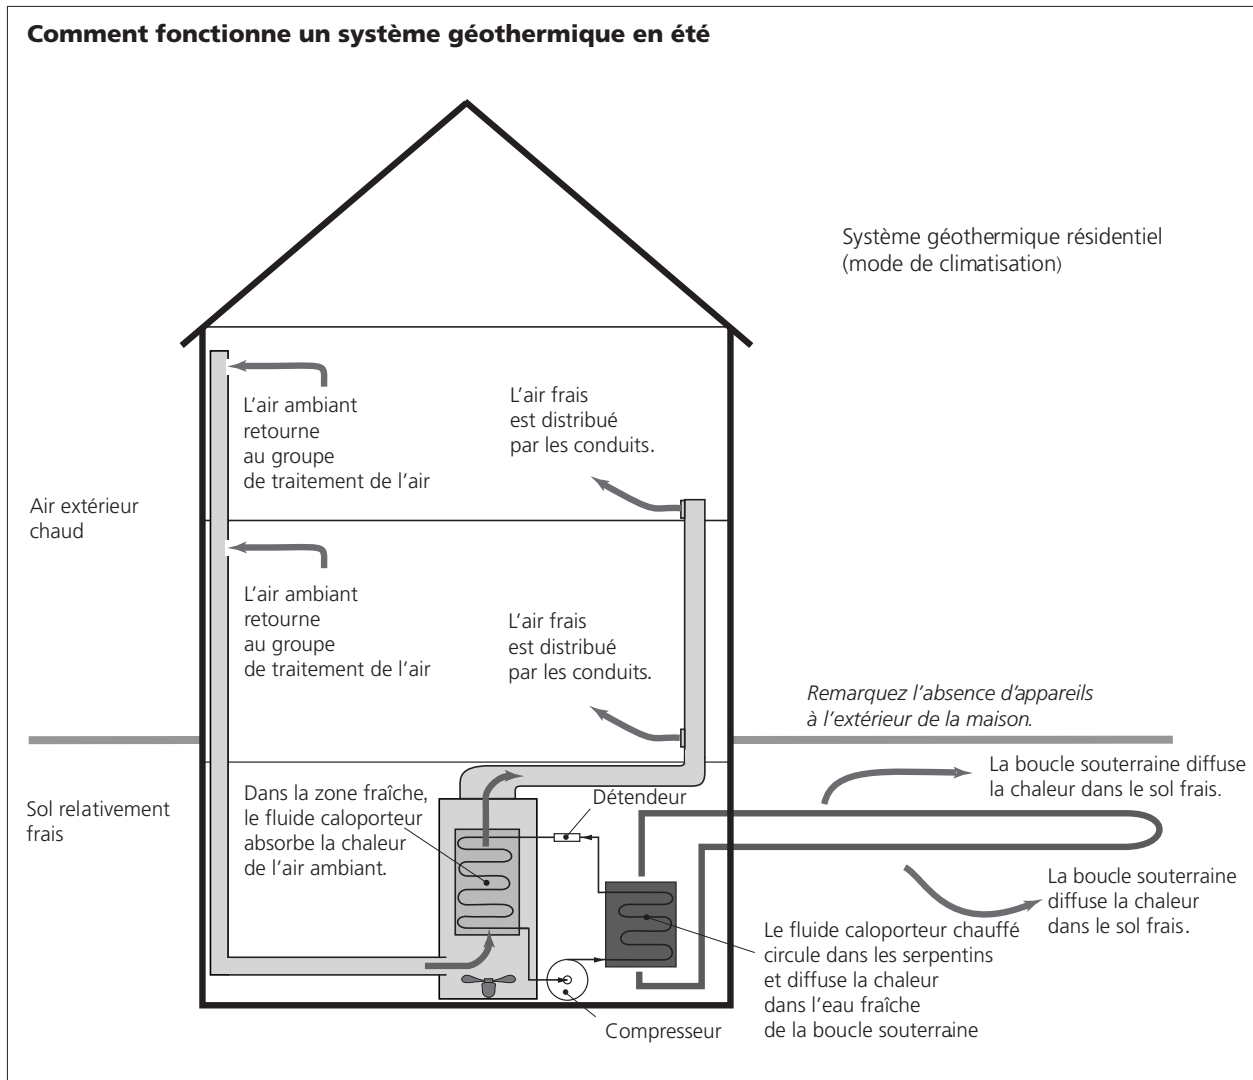 Comment fonctionne un système géothermique en été
Système géothermique résidentiel
(mode de climatisation)
L'air ambiant
retourne
au groupe
de traitement de l'air
L'air frais
est distribué
par les conduits.
Air extérieur
chaud
L'air ambiant
retourne
au groupe
de traitement de l'air
L'air frais
est distribué
par les conduits.
Remarquez l'absence d'appareils
à l'extérieur de la maison.
Sol relativement
frais
Dans la zone fraîche,
le fluide caloporteur
absorbe la chaleur
de l'air ambiant.
Détendeur
La boucle souterraine diffuse
la chaleur dans le sol frais.
La boucle souterraine
diffuse la chaleur
dans le sol frais.
Le fluide caloporteur chauffé
circule dans les serpentins
et diffuse la chaleur
dans l'eau fraîche
de la boucle souterraine
Compresseur